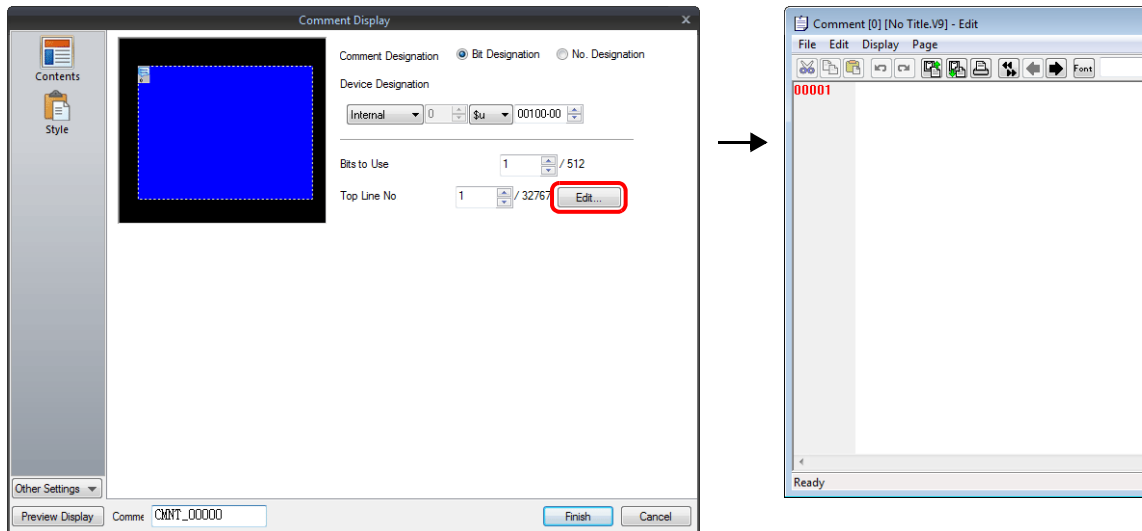 Comment Display
Contents
Style
Comment Designation Bit Designation No. Designation
Device Designation
Internal 0 $u 00100-00
Bits to Use 1 / 512
Top Line No 1 / 32767 Edit...
Other Settings
Preview Display Comme CMNT_00000 Finish Cancel
Comment [0] [No Title.V9] - Edit
File Edit Display Page
Font
00001
Ready